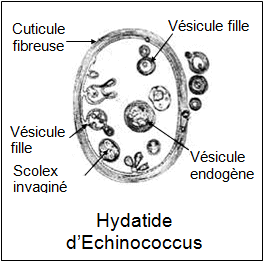 Cuticule
fibreuse
Vésicule fille
Vésicule
fille
Scolex
invaginé
Vésicule
endogène
Hydatide
d'Echinococcus